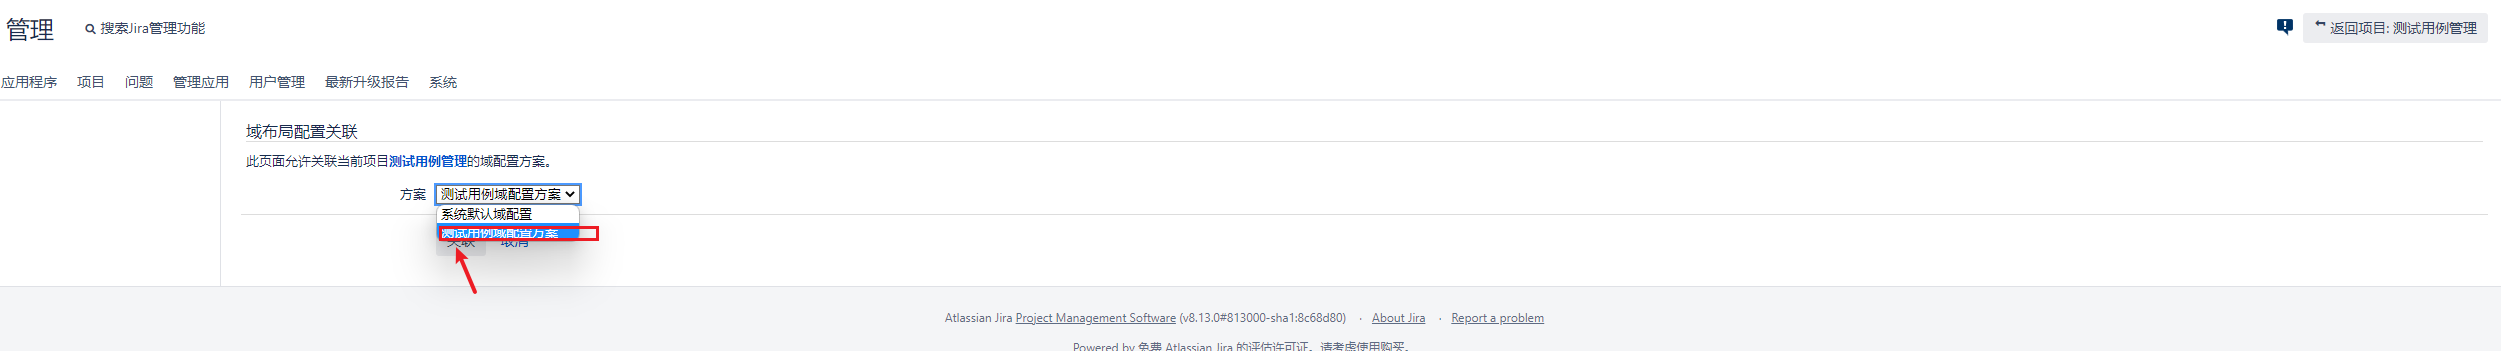 管理
搜索Jira管理功能
返回项目: 测试用例管理
应用程序 项目 问题 管理应用 用户管理 最新升级报告 系统
域布局配置关联
此页面允许关联当前项目测试用例管理的域配置方案。
方案 测试用例域配置方案
系统默认域配置
测试用例域配置方案
关联 取消
Atlassian Jira Project Management Software (v8.13.0#813000-sha1:8c68d80) · About Jira · Report a problem
Powered by 免费 Atlassian Jira 的评估许可证。请考虑使用购买。